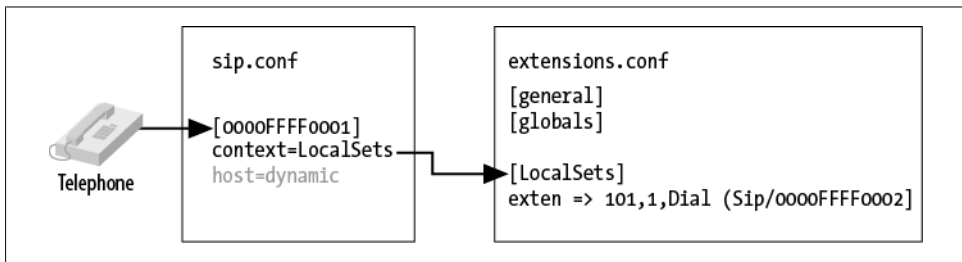 sip.conf
[0000FFFF0001]
context=LocalSets
host=dynamic
Telephone
extensions.conf
[general]
[globals]
[LocalSets]
exten => 101,1,Dial (Sip/0000FFFF0002]